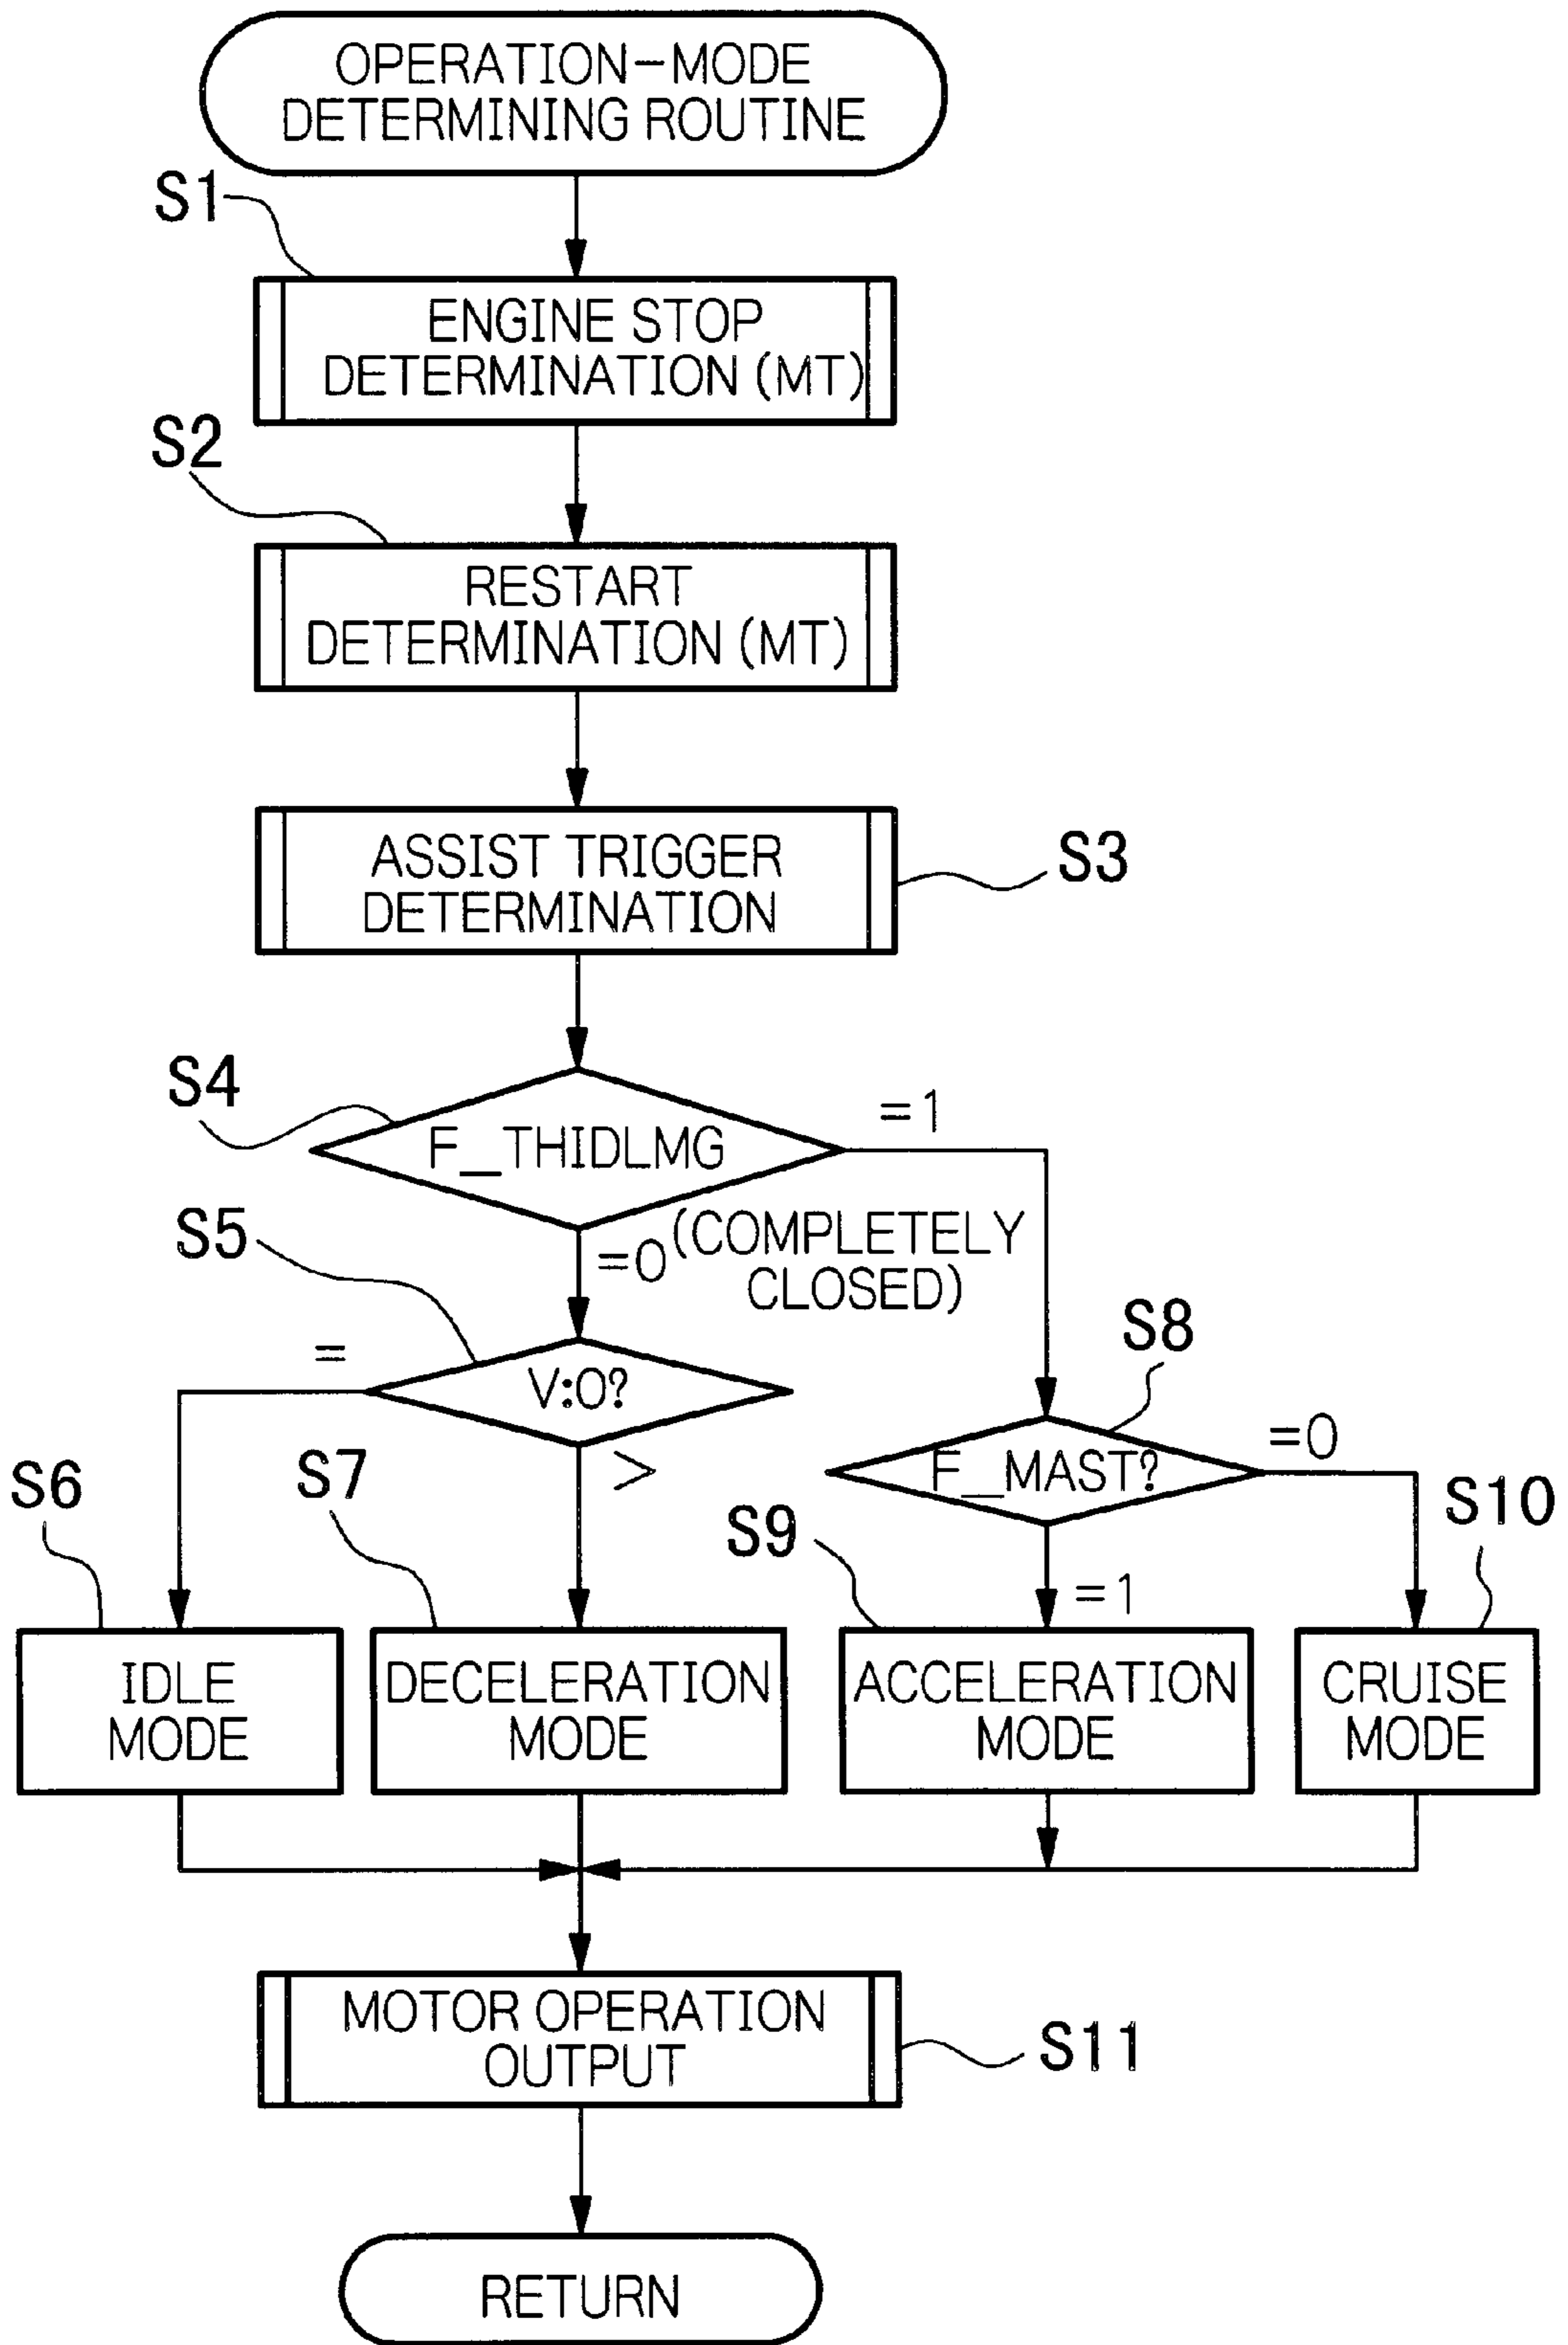 OPERATION-MODE
DETERMINING ROUTINE
S1
ENGINE STOP
DETERMINATION (MT)
S2
RESTART
DETERMINATION (MT)
ASSIST TRIGGER
DETERMINATION
S3
S4
F_THIDLMG
=1
=0
(COMPLETELY
CLOSED)
S5
V:0?
=
>
S8
F_MAST?
=0
=1
S6
IDLE
MODE
S7
DECELERATION
MODE
S9
ACCELERATION
MODE
S10
CRUISE
MODE
MOTOR OPERATION
OUTPUT
S11
RETURN